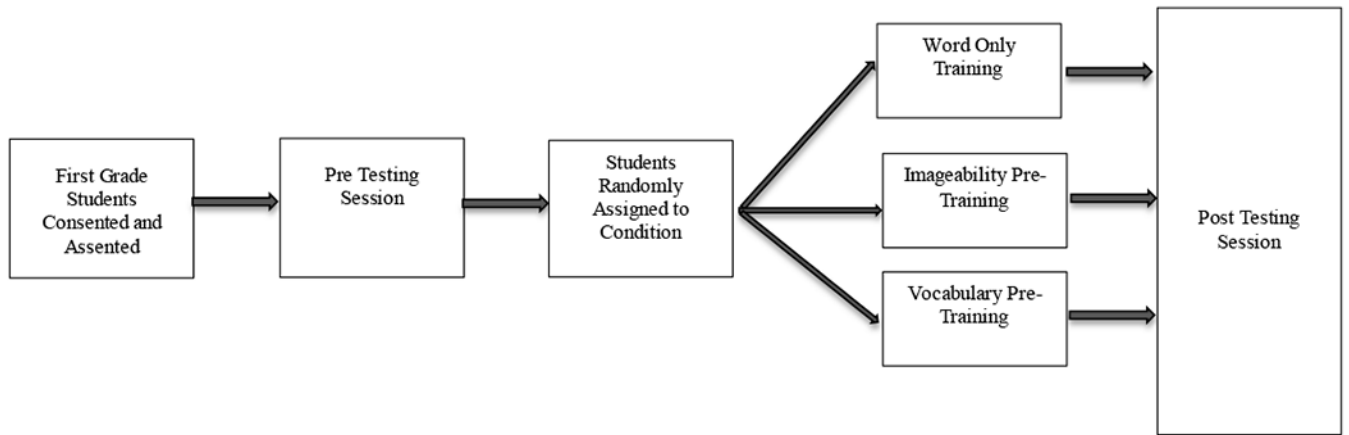 First Grade
Students
Consented and
Assented
Pre Testing
Session
Students
Randomly
Assigned to
Condition
Word Only
Training
Imageability Pre-
Training
Vocabulary Pre-
Training
Post Testing
Session